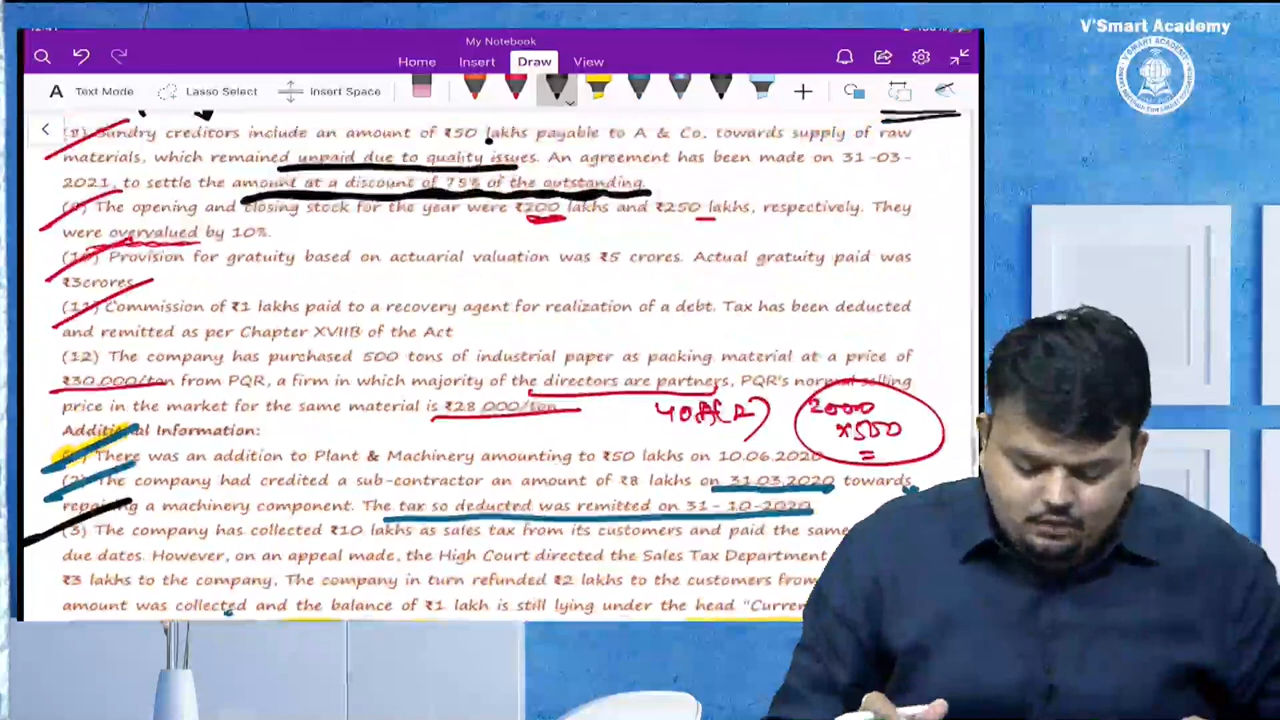 V'Smart Academy
My Notebook
Home Insert Draw View
A Text Mode Lasso Select Insert Space
(8) Sundry creditors include an amount of ₹50 lakhs payable to A & Co. towards supply of raw
materials, which remained unpaid due to quality issues. An agreement has been made on 31-03-
2021, to settle the amount at a discount of 75% of the outstanding.
(9) The opening and closing stock for the year were ₹200 lakhs and ₹250 lakhs, respectively. They
were overvalued by 10%.
(10) Provision for gratuity based on actuarial valuation was ₹5 crores. Actual gratuity paid was
₹3crores.
(11) Commission of ₹1 lakhs paid to a recovery agent for realization of a debt. Tax has been deducted
and remitted as per Chapter XVIIB of the Act
(12) The company has purchased 500 tons of industrial paper as packing material at a price of
₹30,000/ton from PQR, a firm in which majority of the directors are partners, PQR's normal selling
price in the market for the same material is ₹28,000/ton
40A(2)
2000
x500
=
Additional Information:
(1) There was an addition to Plant & Machinery amounting to ₹50 lakhs on 10.06.2020
(2) The company had credited a sub-contractor an amount of ₹8 lakhs on 31.03.2020 towards
repairing a machinery component. The tax so deducted was remitted on 31-10-2020
(3) The company has collected ₹10 lakhs as sales tax from its customers and paid the same
due dates. However, on an appeal made, the High Court directed the Sales Tax Department
₹3 lakhs to the company. The company in turn refunded ₹2 lakhs to the customers from
amount was collected and the balance of ₹1 lakh is still lying under the head "Curren